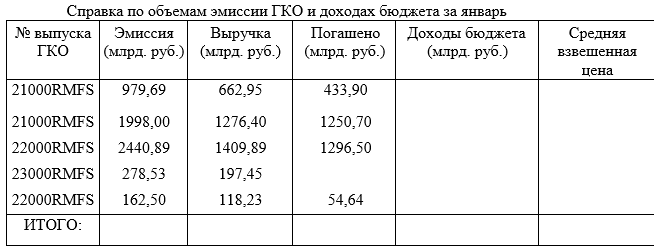 Справка по объемам эмиссии ГКО и доходах бюджета за январь
№ выпуска ГКО Эмиссия (млрд. руб.) Выручка (млрд. руб.) Погашено (млрд. руб.) Доходы бюджета (млрд. руб.) Средняя взвешенная цена
21000RMFS 979,69 662,95 433,90
21000RMFS 1998,00 1276,40 1250,70
22000RMFS 2440,89 1409,89 1296,50
23000RMFS 278,53 197,45
22000RMFS 162,50 118,23 54,64
ИТОГО: